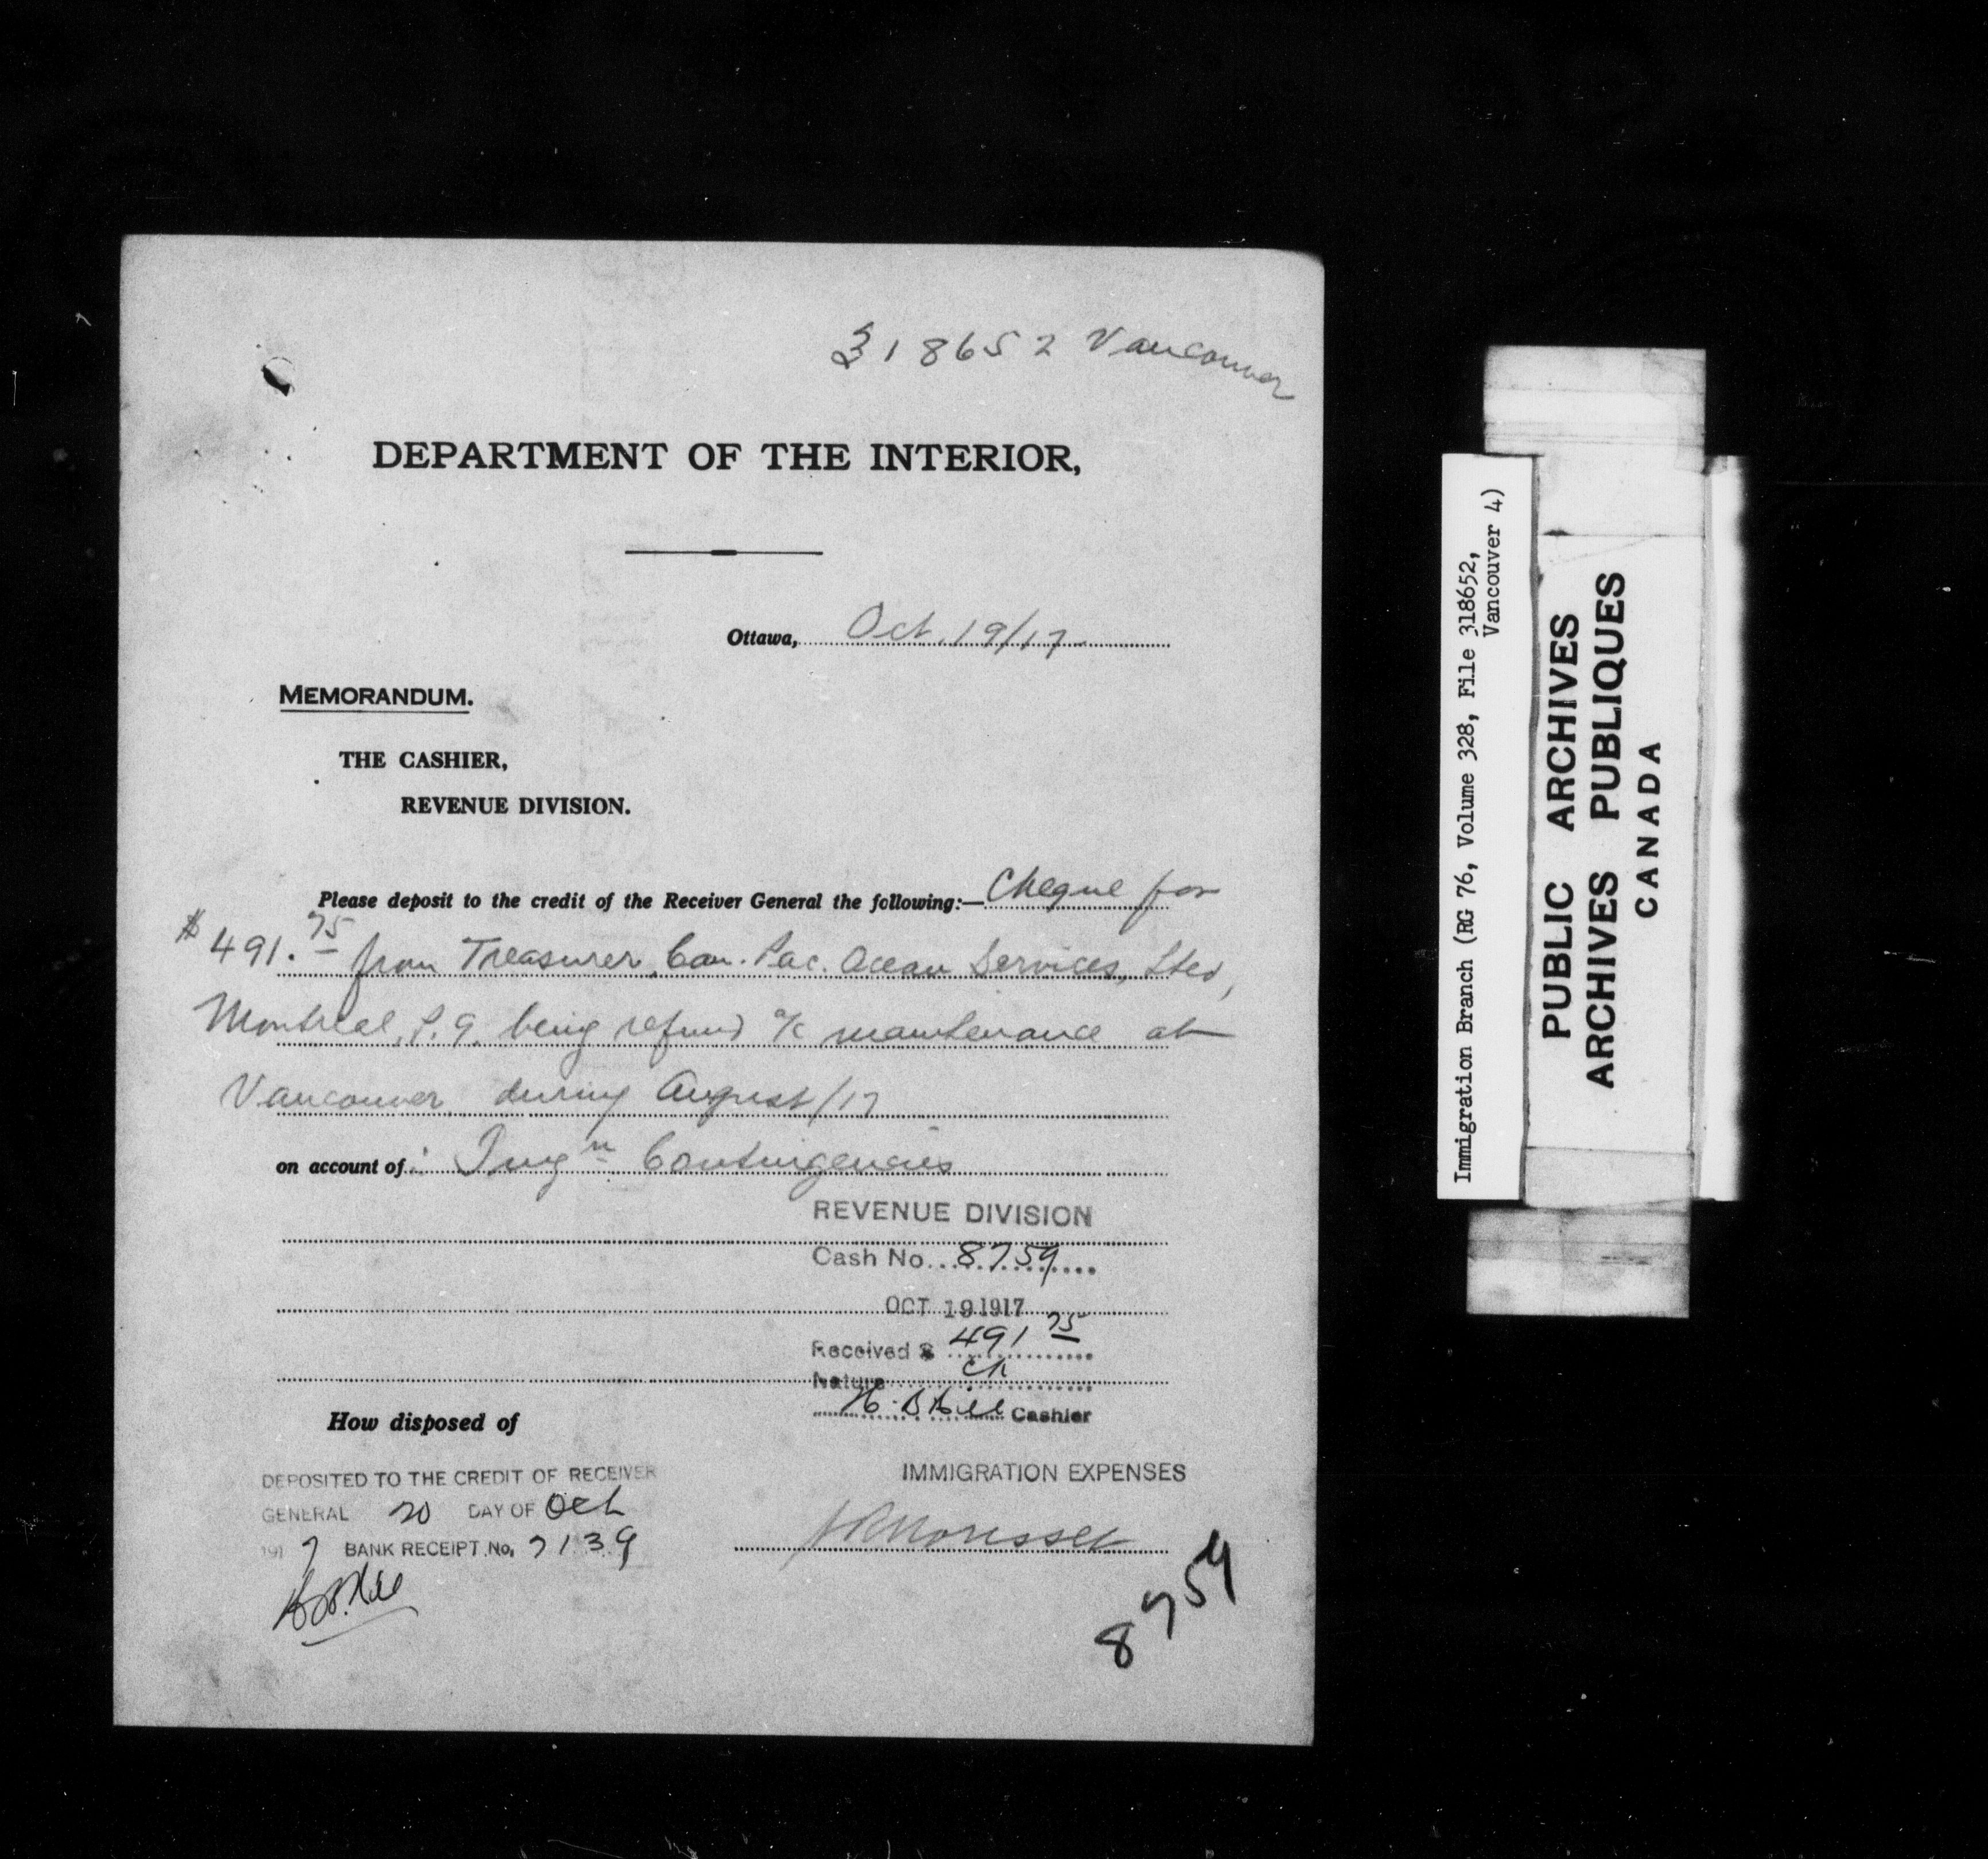 318652 Vancouver
DEPARTMENT OF THE INTERIOR,
Ottawa, Oct. 19/17
MEMORANDUM.
THE CASHIER,
REVENUE DIVISION.
Please deposit to the credit of the Receiver General the following:— Cheque for
$491.75 from Treasurer, Can. Pac. Ocean Services, Lted,
Montreal, P.Q. being refund a/c maintenance at
Vancouver during August/17
on account of: Imgn Contingencies
REVENUE DIVISION
Cash No. 8759
OCT 19 1917
Received $ 491 75
Nature ch
Cashier
How disposed of
DEPOSITED TO THE CREDIT OF RECEIVER
GENERAL 20 DAY OF Oct
1917 BANK RECEIPT No, 7139
IMMIGRATION EXPENSES
8759
Immigration Branch (RG 76, Volume 328, File 318652,
Vancouver 4)
PUBLIC ARCHIVES
ARCHIVES PUBLIQUES
CANADA